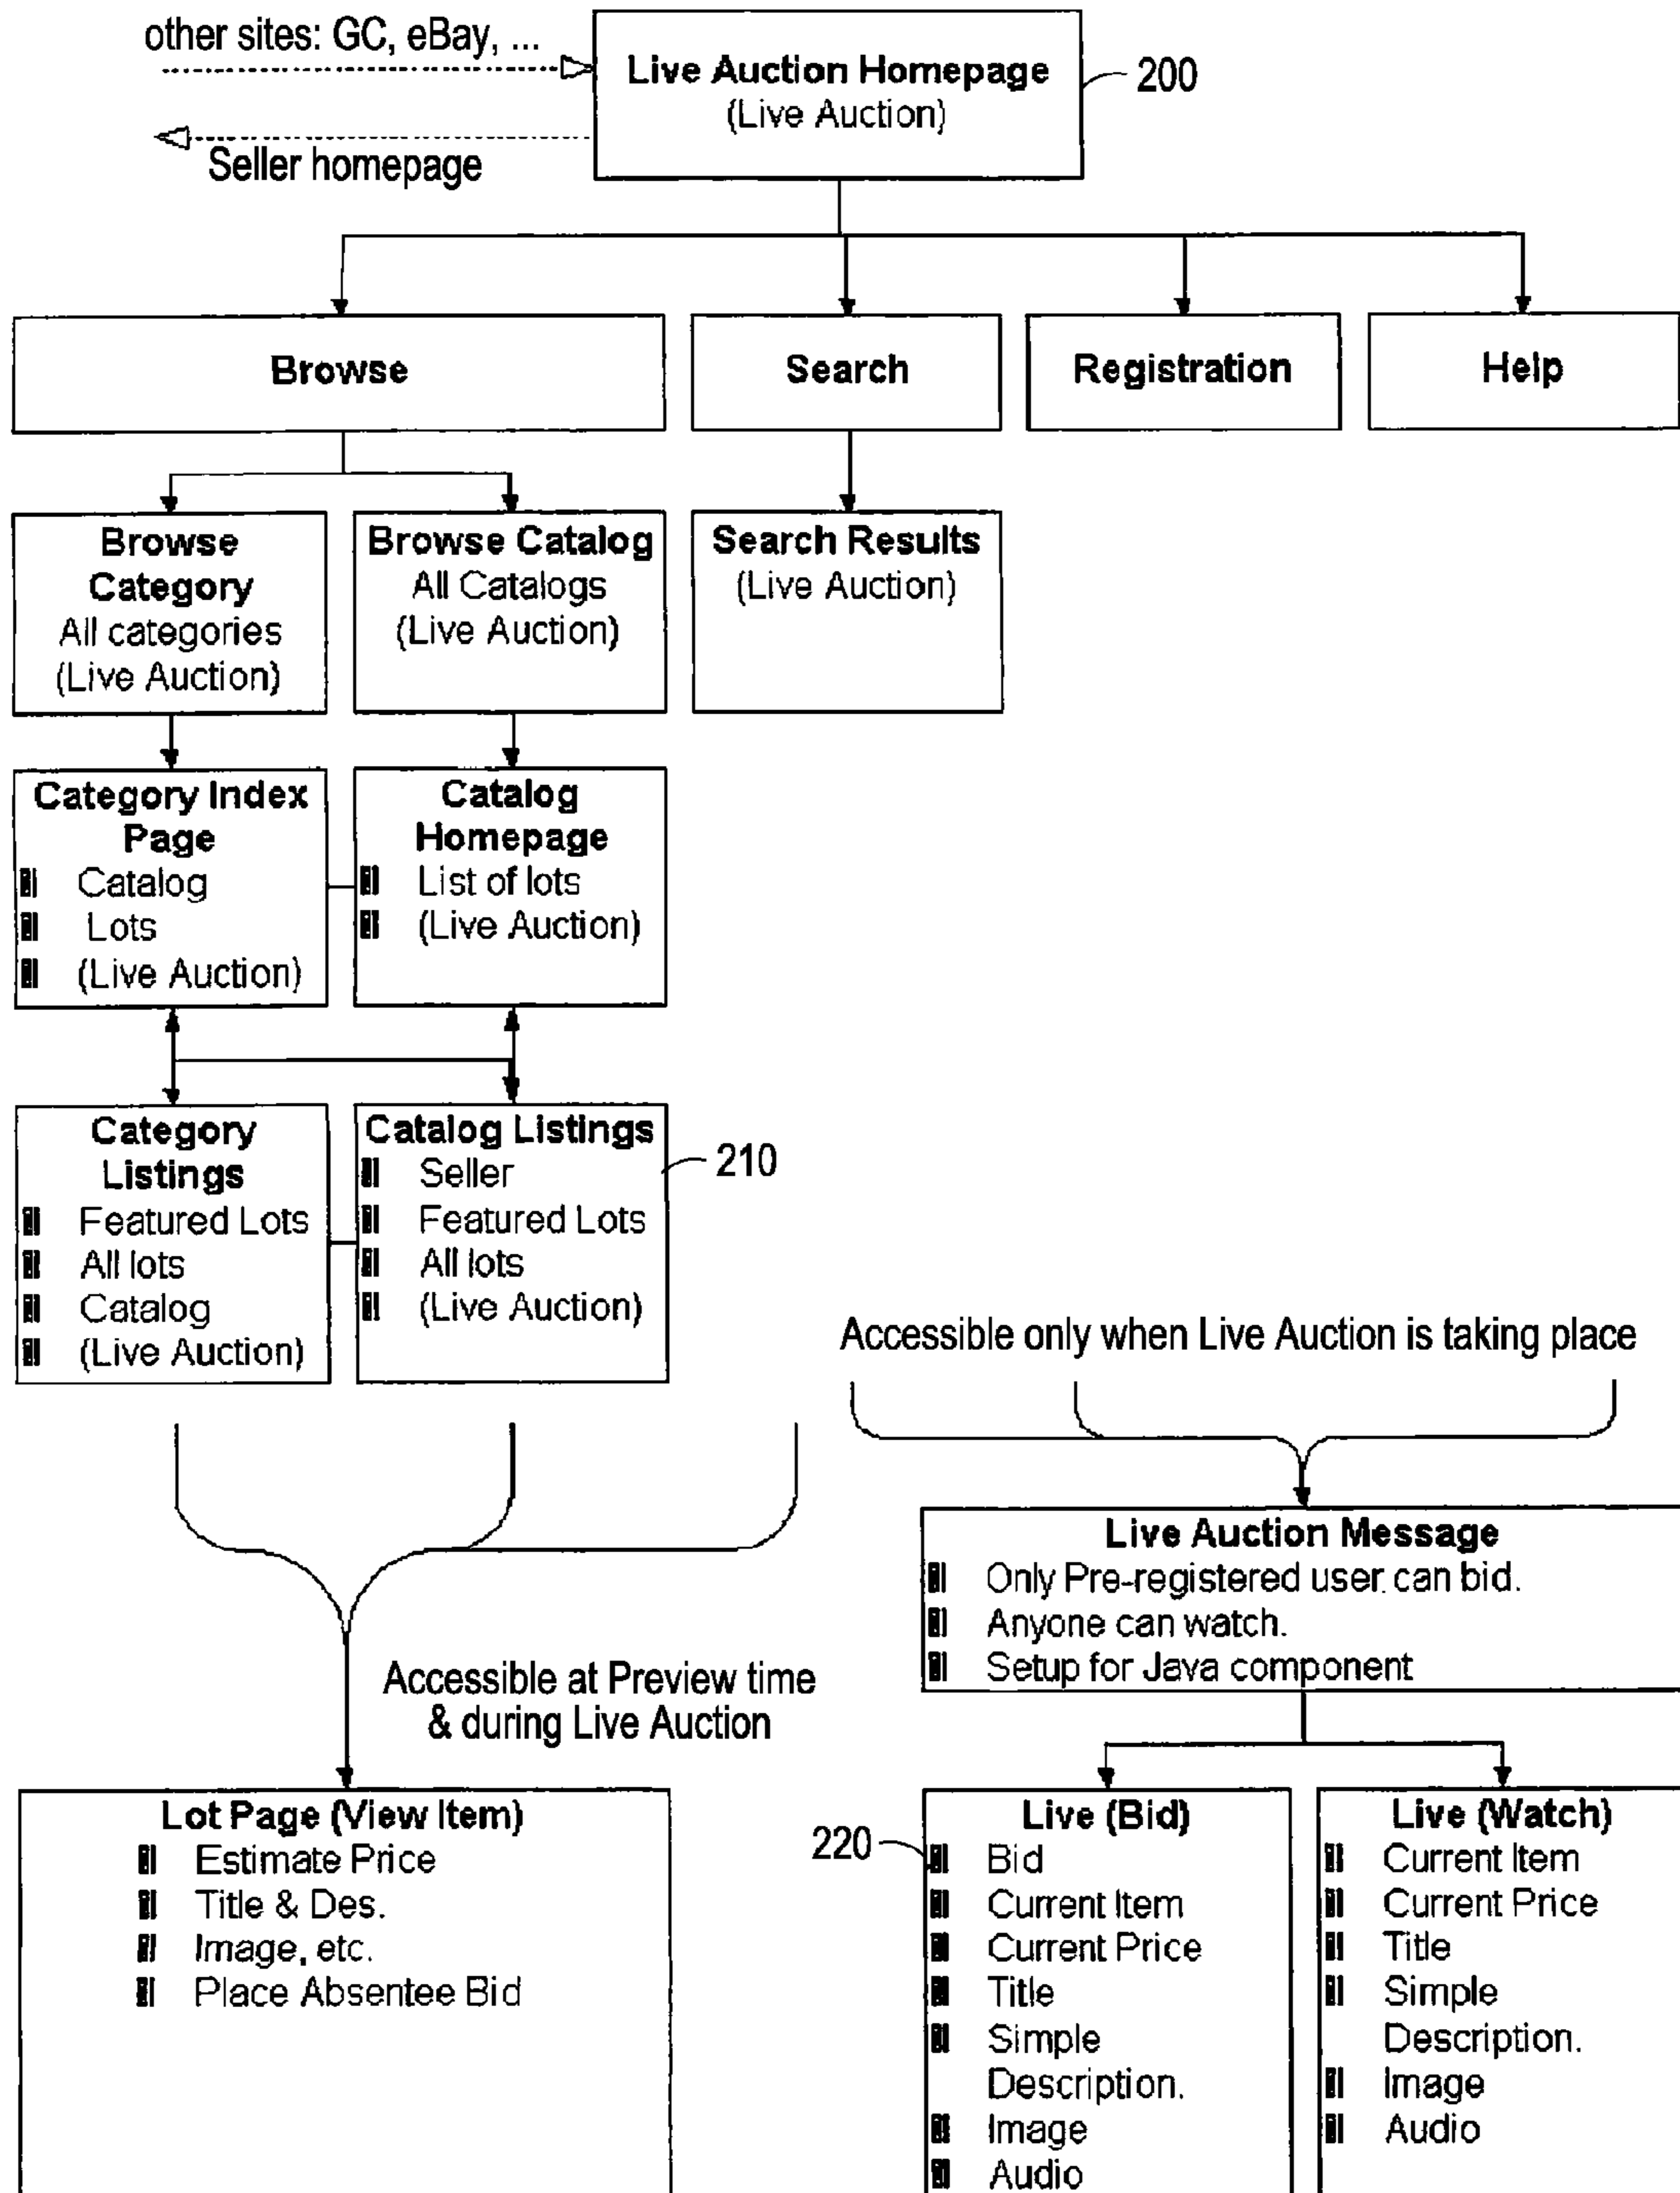 other sites: GC, eBay, ...
Live Auction Homepage
(Live Auction)
200
Seller homepage
Browse
Search
Registration
Help
Browse
Category
All categories
(Live Auction)
Browse Catalog
All Catalogs
(Live Auction)
Search Results
(Live Auction)
Category Index
Page
Catalog
Lots
(Live Auction)
Catalog
Homepage
List of lots
(Live Auction)
Category
Listings
Featured Lots
All lots
Catalog
(Live Auction)
Catalog Listings
Seller
Featured Lots
All lots
(Live Auction)
210
Accessible only when Live Auction is taking place
Live Auction Message
Only Pre-registered user can bid.
Anyone can watch.
Setup for Java component
Accessible at Preview time
& during Live Auction
Lot Page (View Item)
Estimate Price
Title & Des.
Image, etc.
Place Absentee Bid
220
Live (Bid)
Bid
Current Item
Current Price
Title
Simple
Description.
Image
Audio
Live (Watch)
Current Item
Current Price
Title
Simple
Description.
Image
Audio